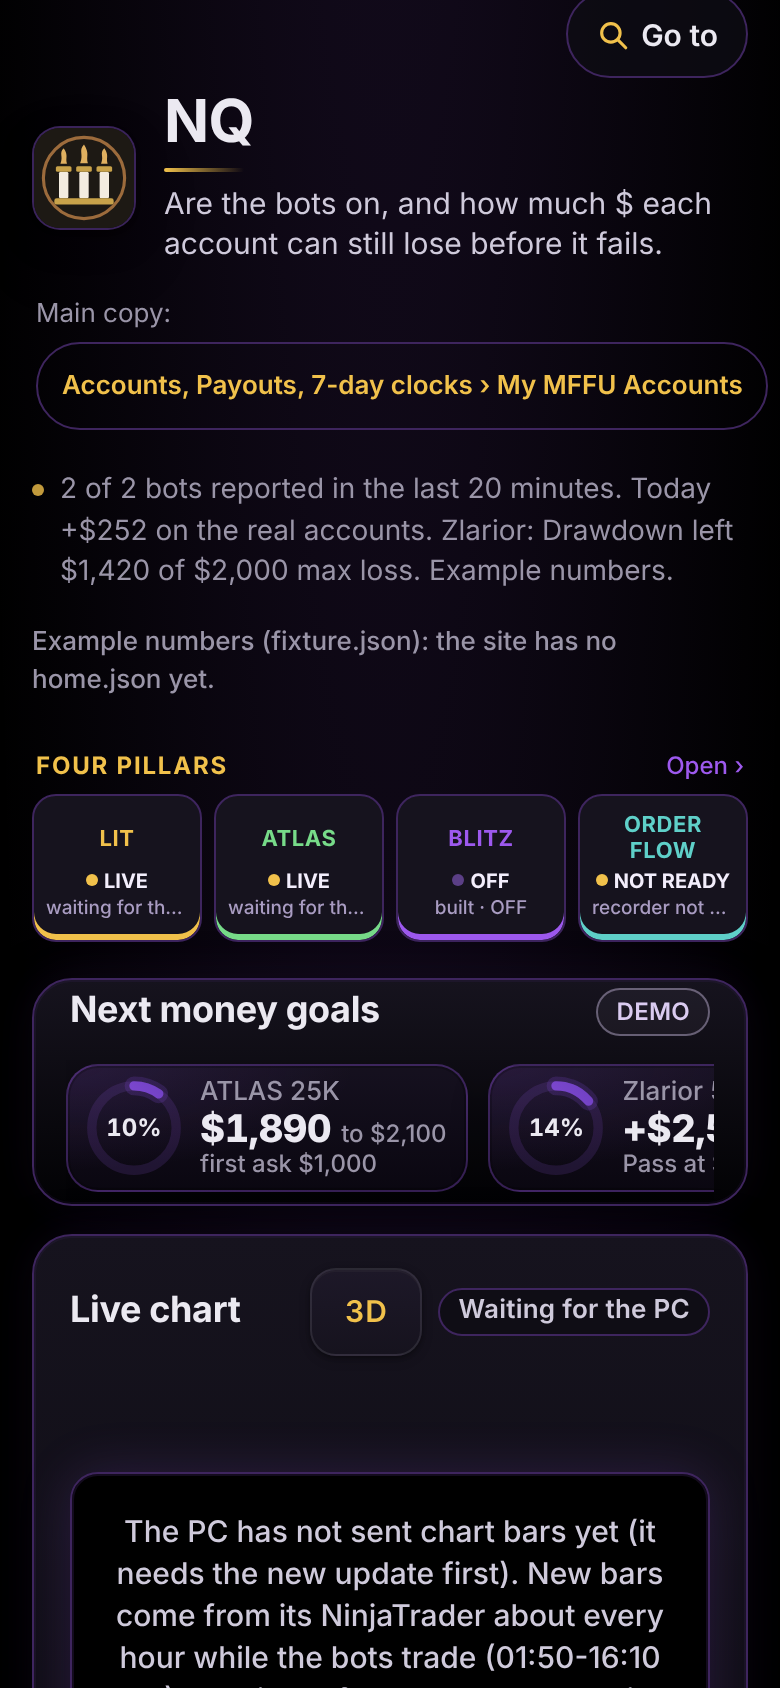 Go to
NQ
Are the bots on, and how much $ each
account can still lose before it fails.
Main copy:
Accounts, Payouts, 7-day clocks › My MFFU Accounts
2 of 2 bots reported in the last 20 minutes. Today
+$252 on the real accounts. Zlarior: Drawdown left
$1,420 of $2,000 max loss. Example numbers.
Example numbers (fixture.json): the site has no
home.json yet.
FOUR PILLARS
Open ›
LIT
LIVE
waiting for th...
ATLAS
LIVE
waiting for th...
BLITZ
OFF
built · OFF
ORDER
FLOW
NOT READY
recorder not ...
Next money goals
DEMO
10%
ATLAS 25K
$1,890 to $2,100
first ask $1,000
14%
Zlarior
+$2,5
Pass at
Live chart
3D
Waiting for the PC
The PC has not sent chart bars yet (it
needs the new update first). New bars
come from its NinjaTrader about every
hour while the bots trade (01:50-16:10